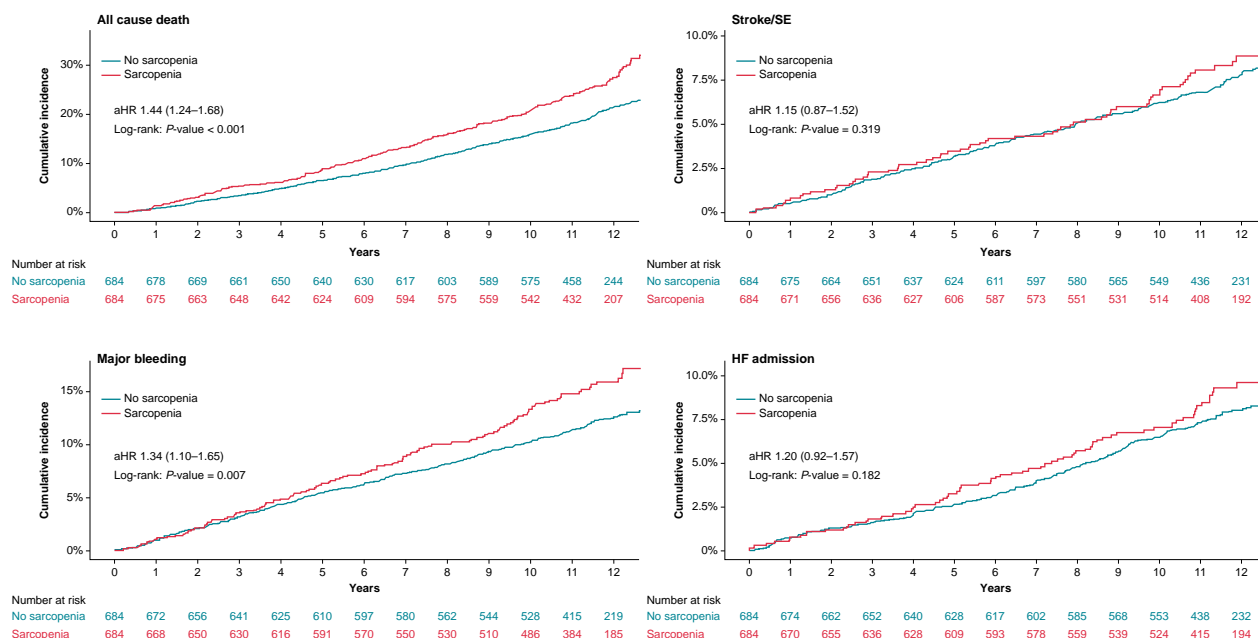 All cause death
Cumulative incidence
30%
20%
10%
0%
No sarcopenia
Sarcopenia
aHR 1.44 (1.24–1.68)
Log-rank: P-value < 0.001
0 1 2 3 4 5 6 7 8 9 10 11 12
Years
Number at risk
No sarcopenia 684 678 669 661 650 640 630 617 603 589 575 458 244
Sarcopenia 684 675 663 648 642 624 609 594 575 559 542 432 207
Stroke/SE
Cumulative incidence
10.0%
7.5%
5.0%
2.5%
0%
No sarcopenia
Sarcopenia
aHR 1.15 (0.87–1.52)
Log-rank: P-value = 0.319
0 1 2 3 4 5 6 7 8 9 10 11 12
Years
Number at risk
No sarcopenia 684 675 664 651 637 624 611 597 580 565 549 436 231
Sarcopenia 684 671 656 636 627 606 587 573 551 531 514 408 192
Major bleeding
Cumulative incidence
15%
10%
5%
0%
No sarcopenia
Sarcopenia
aHR 1.34 (1.10–1.65)
Log-rank: P-value = 0.007
0 1 2 3 4 5 6 7 8 9 10 11 12
Years
Number at risk
No sarcopenia 684 672 656 641 625 610 597 580 562 544 528 415 219
Sarcopenia 684 668 650 630 616 591 570 550 530 510 486 384 185
HF admission
Cumulative incidence
10.0%
7.5%
5.0%
2.5%
0%
No sarcopenia
Sarcopenia
aHR 1.20 (0.92–1.57)
Log-rank: P-value = 0.182
0 1 2 3 4 5 6 7 8 9 10 11 12
Years
Number at risk
No sarcopenia 684 674 662 652 640 628 617 602 585 568 553 438 232
Sarcopenia 684 670 655 636 628 609 593 578 559 539 524 415 194